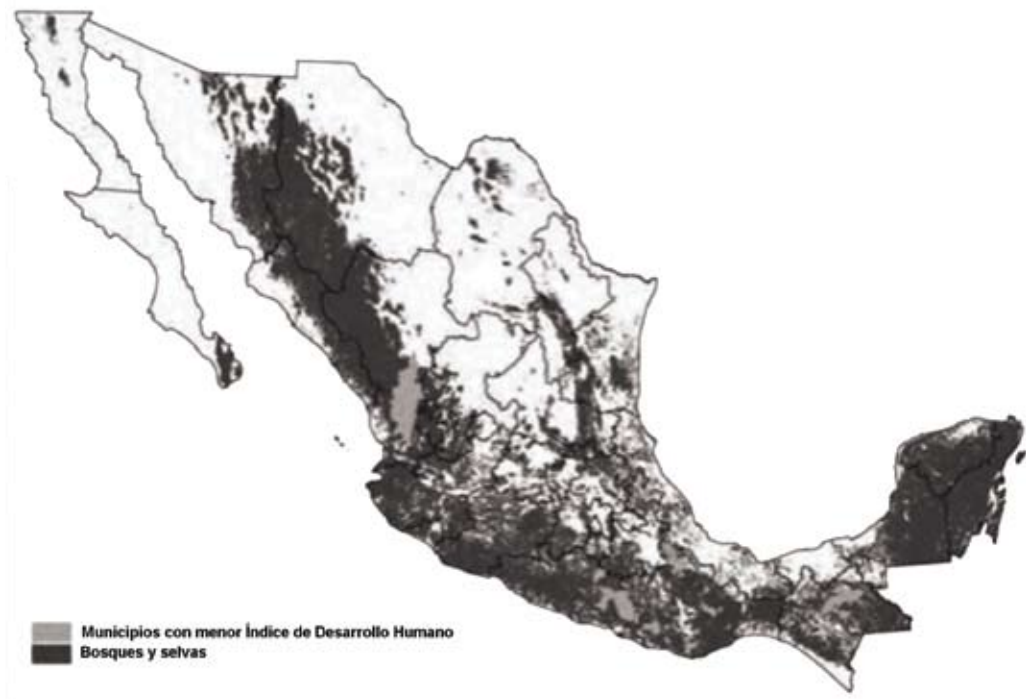 Municipios con menor Índice de Desarrollo Humano
Bosques y selvas